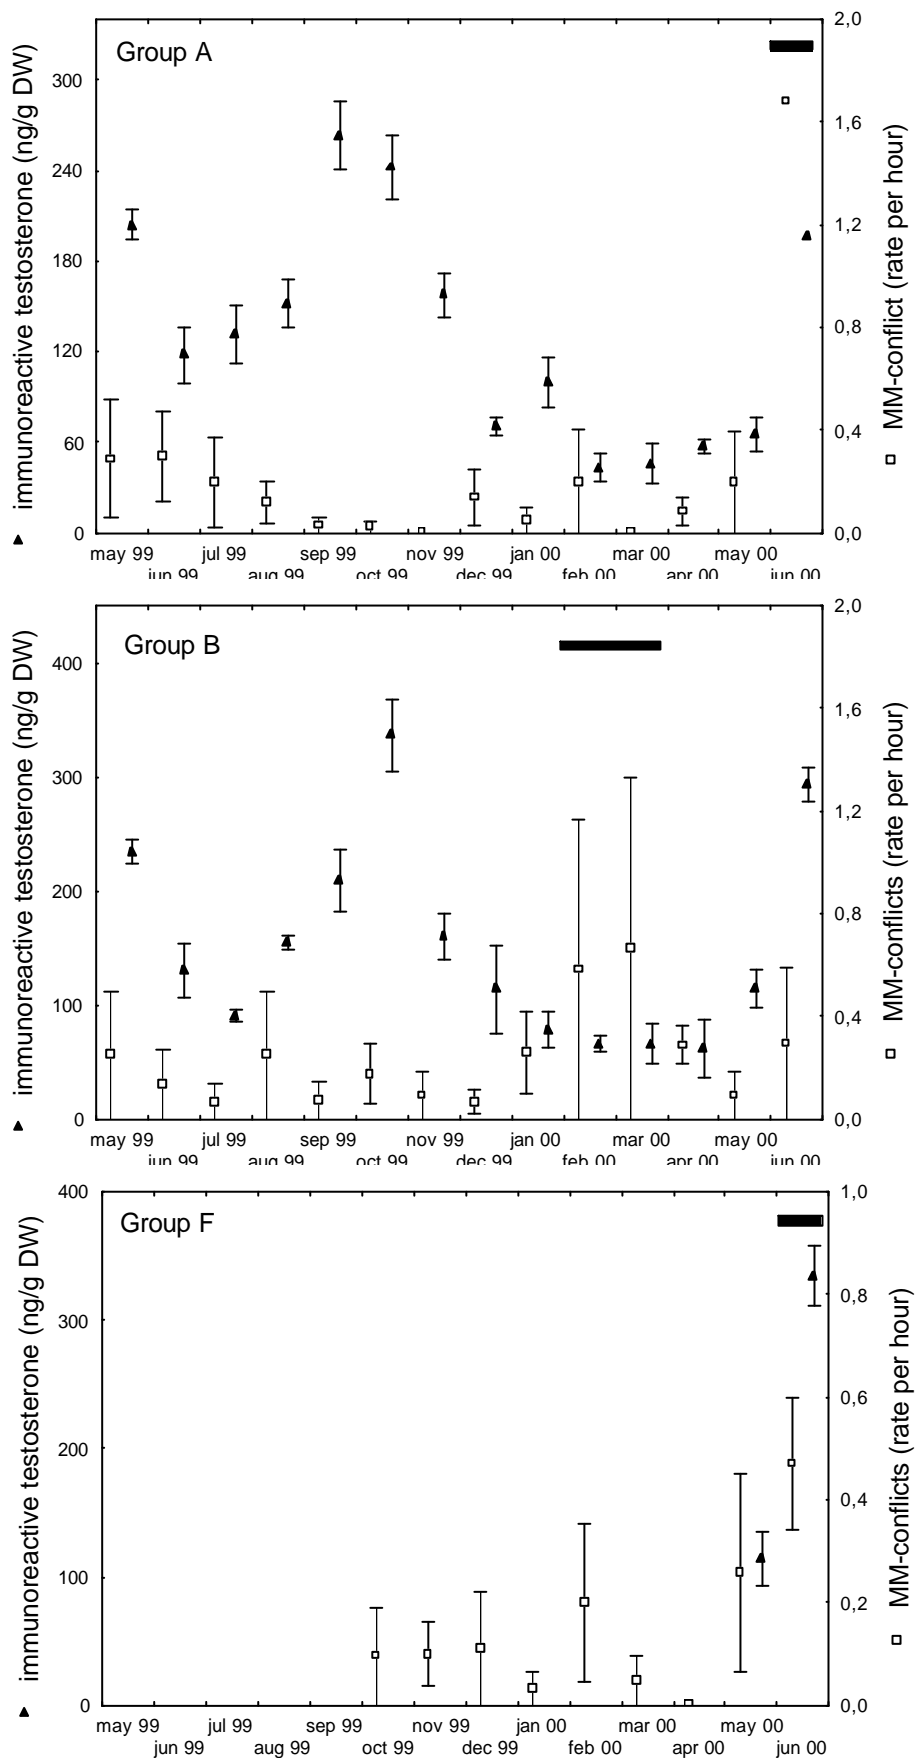 Group A
▲ immunoreactive testosterone (ng/g DW)
300
240
180
120
60
0
2,0
1,6
1,2
0,8
0,4
0,0
□ MM-conflict (rate per hour)
may 99 jul 99 sep 99 nov 99 jan 00 mar 00 may 00
jun 99 aug 99 oct 99 dec 99 feb 00 apr 00 jun 00
Group B
▲ immunoreactive testosterone (ng/g DW)
400
300
200
100
0
2,0
1,6
1,2
0,8
0,4
0,0
□ MM-conflicts (rate per hour)
may 99 jul 99 sep 99 nov 99 jan 00 mar 00 may 00
jun 99 aug 99 oct 99 dec 99 feb 00 apr 00 jun 00
Group F
▲ immunoreactive testosterone (ng/g DW)
400
300
200
100
0
1,0
0,8
0,6
0,4
0,2
0,0
□ MM-conflicts (rate per hour)
may 99 jul 99 sep 99 nov 99 jan 00 mar 00 may 00
jun 99 aug 99 oct 99 dec 99 feb 00 apr 00 jun 00